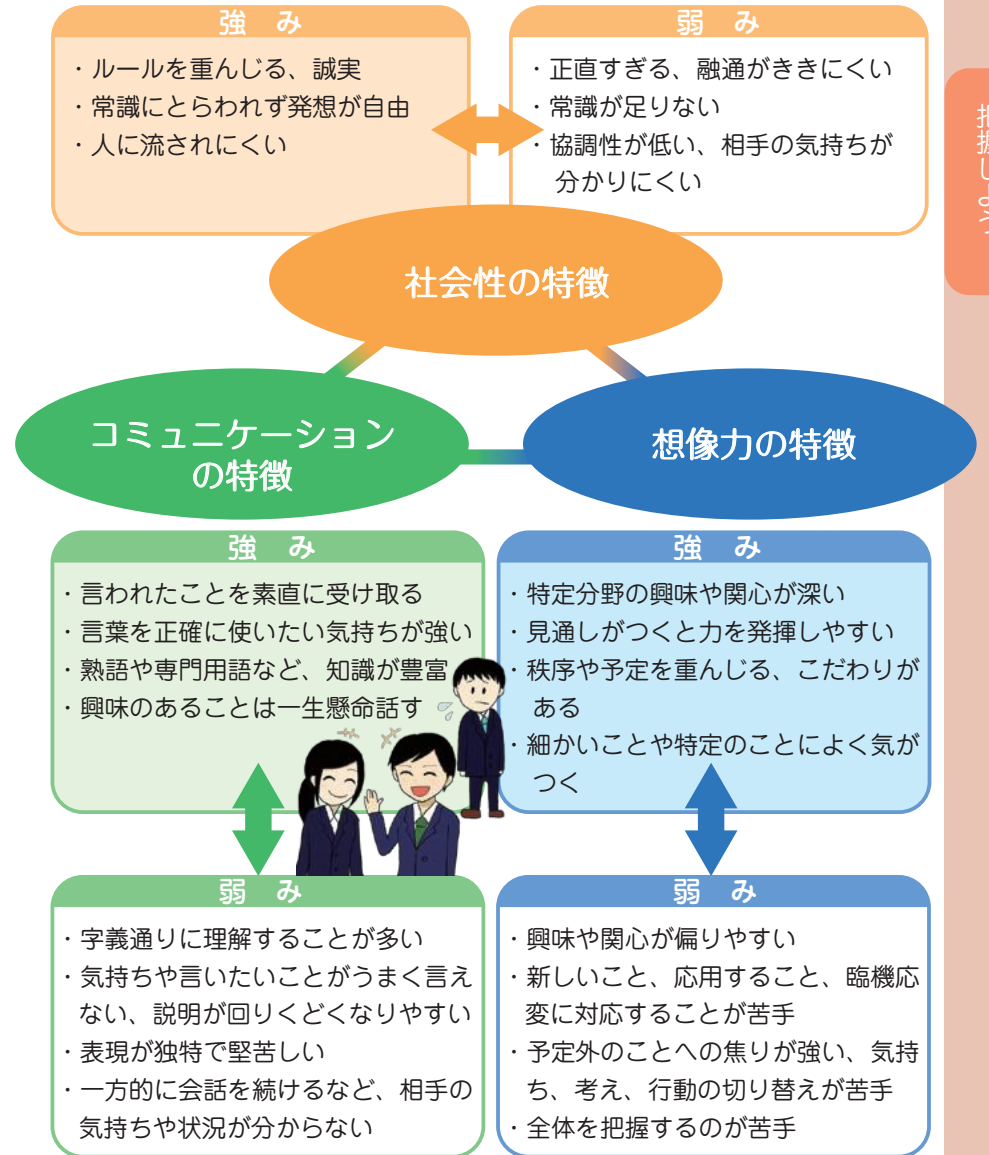 強 み
・ルールを重んじる、誠実
・常識にとらわれず発想が自由
・人に流されにくい
弱 み
・正直すぎる、融通がききにくい
・常識が足りない
・協調性が低い、相手の気持ちが
分かりにくい
社会性の特徴
コミュニケーション
の特徴
想像力の特徴
強 み
・言われたことを素直に受け取る
・言葉を正確に使いたい気持ちが強い
・熟語や専門用語など、知識が豊富
・興味のあることは一生懸命話す
強 み
・特定分野の興味や関心が深い
・見通しがつくと力を発揮しやすい
・秩序や予定を重んじる、こだわりが
ある
・細かいことや特定のことによく気が
つく
弱 み
・字義通りに理解することが多い
・気持ちや言いたいことがうまく言え
ない、説明が回りくどくなりやすい
・表現が独特で堅苦しい
・一方的に会話を続けるなど、相手の
気持ちや状況が分からない
弱 み
・興味や関心が偏りやすい
・新しいこと、応用すること、臨機応
変に対応することが苦手
・予定外のことへの焦りが強い、気持
ち、考え、行動の切り替えが苦手
・全体を把握するのが苦手
把握しよう